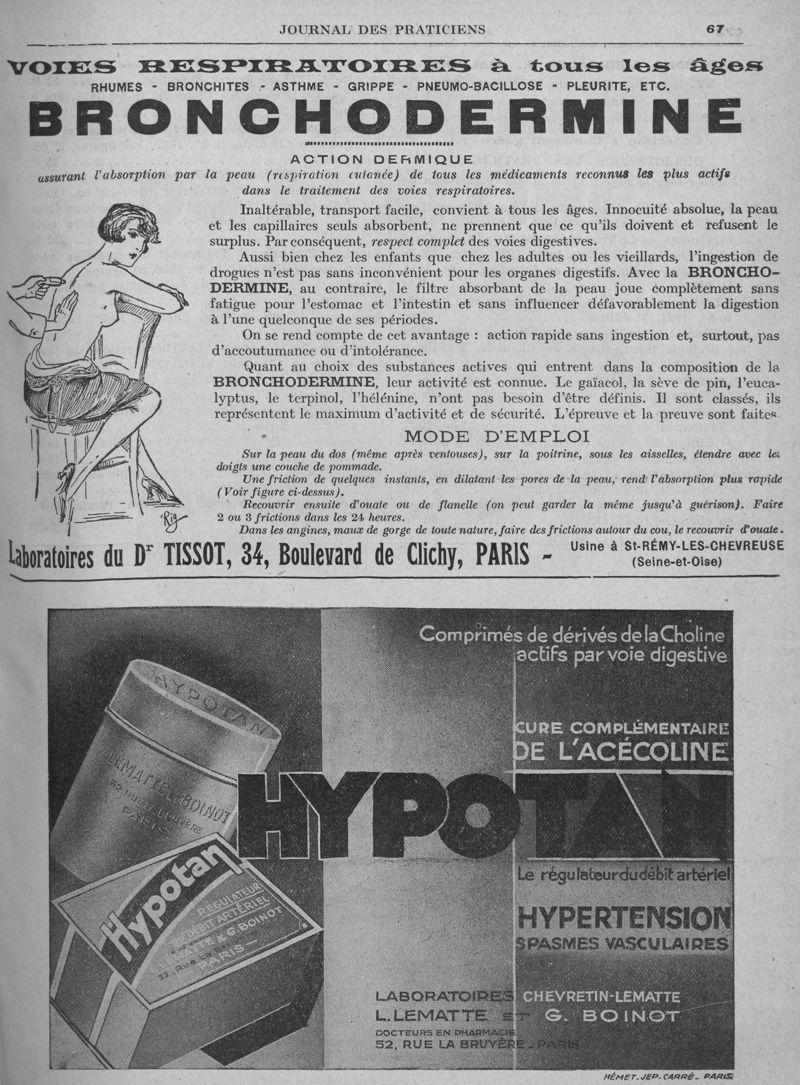 JOURNAL DES PRATICIENS 67
VOIES RESPIRATOIRES à tous les âges
RHUMES - BRONCHITES - ASTHME - GRIPPE - PNEUMO-BACILLOSE - PLEURITE, ETC.
BRONCHODERMINE
ACTION DERMIQUE
assurant l'absorption par la peau (respiration cutanée) de tous les médicaments reconnus les plus actifs
dans le traitement des voies respiratoires.
Inaltérable, transport facile, convient à tous les âges. Innocuité absolue, la peau
et les capillaires seuls absorbent, ne prennent que ce qu'ils doivent et refusent le
surplus. Par conséquent, respect complet des voies digestives.
Aussi bien chez les enfants que chez les adultes ou les vieillards, l'ingestion de
drogues n'est pas sans inconvénient pour les organes digestifs. Avec la BRONCHO-
DERMINE, au contraire, le filtre absorbant de la peau joue complètement sans
fatigue pour l'estomac et l'intestin et sans influencer défavorablement la digestion
à l'une quelconque de ses périodes.
On se rend compte de cet avantage : action rapide sans ingestion et, surtout, pas
d'accoutumance ou d'intolérance.
Quant au choix des substances actives qui entrent dans la composition de la
BRONCHODERMINE, leur activité est connue. Le gaïacol, la sève de pin, l'euca-
lyptus, le terpinol, l'hélénine, n'ont pas besoin d'être définis. Il sont classés, ils
représentent le maximum d'activité et de sécurité. L'épreuve et la preuve sont faites.
MODE D'EMPLOI
Sur la peau du dos (même après ventouses), sur la poitrine, sous les aisselles, étendre avec les
doigts une couche de pommade.
Une friction de quelques instants, en dilatant les pores de la peau, rend l'absorption plus rapide
(Voir figure ci-dessus).
Recouvrir ensuite d'ouate ou de flanelle (on peut garder la même jusqu'à guérison). Faire
2 ou 3 frictions dans les 24 heures.
Dans les angines, maux de gorge de toute nature, faire des frictions autour du cou, le recouvrir d'ouate.
Rig
Laboratoires du Dr TISSOT, 34, Boulevard de Clichy, PARIS - Usine à St-RÉMY-LES-CHEVREUSE
(Seine-et-Oise)
Comprimés de dérivés de la Choline
actifs par voie digestive
CURE COMPLÉMENTAIRE
DE L'ACÉCOLINE
HYPOTAN
Le régulateur du débit artériel
HYPERTENSION
SPASMES VASCULAIRES
LABORATOIRES CHEVRETIN-LEMATTE
L. LEMATTE ET G. BOINOT
DOCTEURS EN PHARMACIE
52, RUE LA BRUYÈRE - PARIS
HYPOTAN
LEMATTE & BOINOT
PARIS
Hypotan
RÉGULATEUR
DÉBIT ARTÉRIEL
& G. BOINOT
52, Rue La
PARIS
HÉMET-JEP-CARRÉ - PARIS